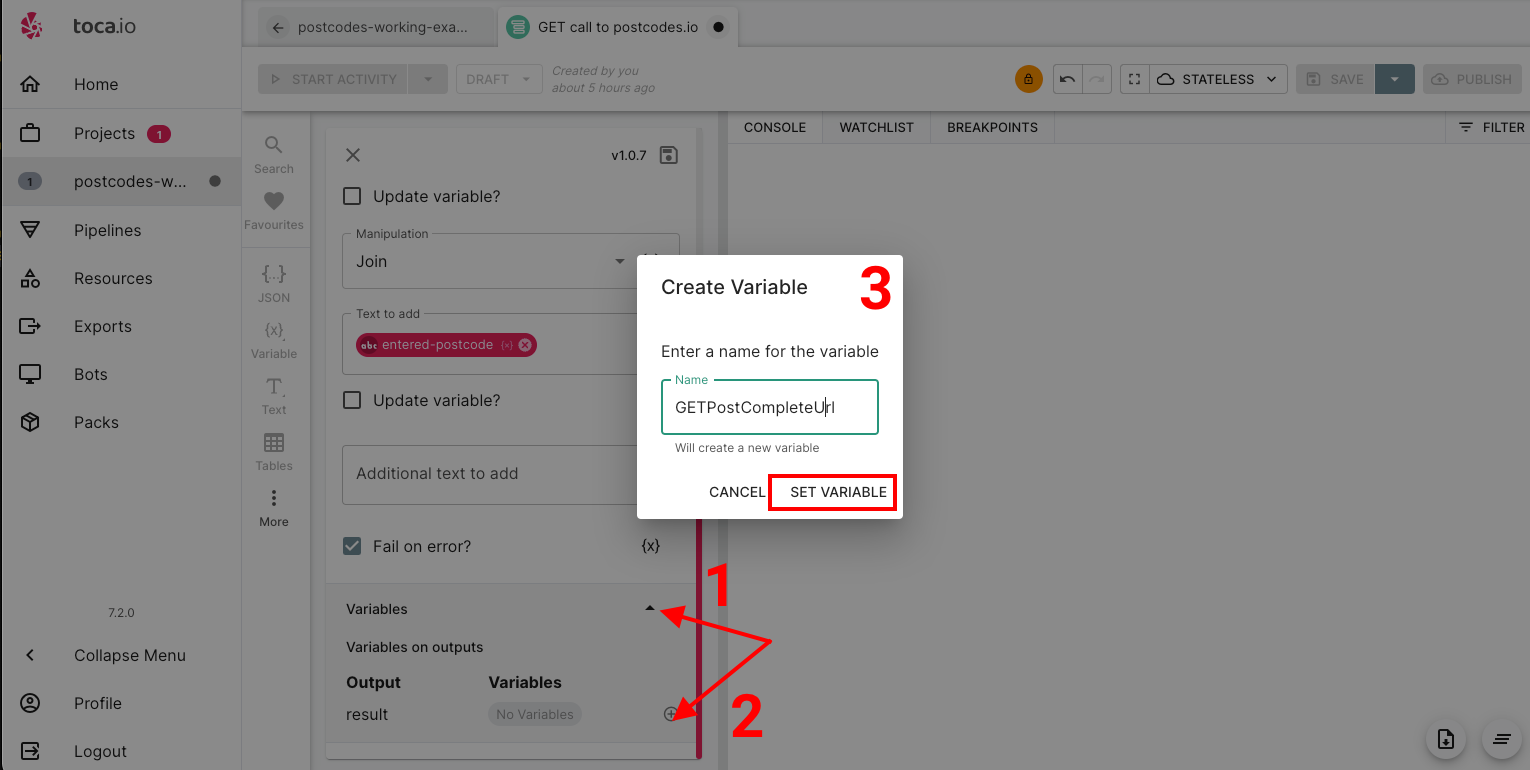 toca.io
Home
Projects 1
1 postcodes-w...
Pipelines
Resources
Exports
Bots
Packs
7.2.0
Collapse Menu
Profile
Logout
postcodes-working-exa...
GET call to postcodes.io
START ACTIVITY
DRAFT
Created by you
about 5 hours ago
STATELESS
SAVE
PUBLISH
Search
Favourites
{...}
JSON
{x}
Variable
T
Text
Tables
More
v1.0.7
Update variable?
Manipulation
Join
Text to add
abc entered-postcode {x}
Update variable?
Additional text to add
Fail on error? {x}
Variables
Variables on outputs
Output Variables
result No Variables
CONSOLE WATCHLIST BREAKPOINTS FILTER
Create Variable
3
Enter a name for the variable
Name
GETPostCompleteUrl
Will create a new variable
CANCEL SET VARIABLE
1
2